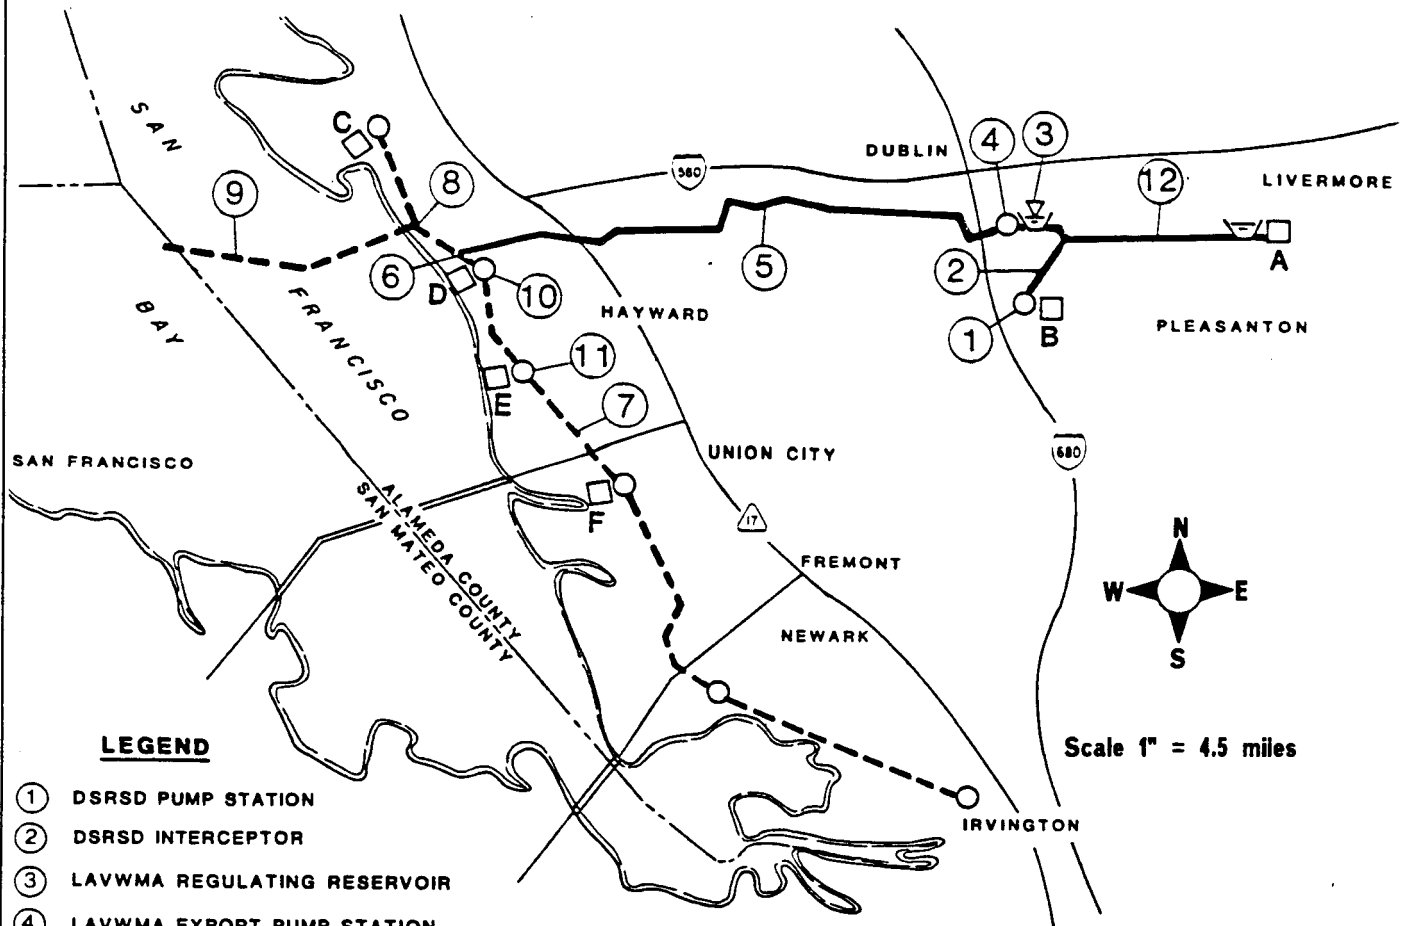 SAN
FRANCISCO
BAY
C
8
9
6
D
10
11
E
7
F
560
5
DUBLIN
4
3
12
LIVERMORE
A
2
1
B
PLEASANTON
HAYWARD
UNION CITY
680
17
SAN FRANCISCO
ALAMEDA COUNTY
SAN MATEO COUNTY
FREMONT
NEWARK
IRVINGTON
N
W E
S
Scale 1" = 4.5 miles
LEGEND
1 DSRSD PUMP STATION
2 DSRSD INTERCEPTOR
3 LAVWMA REGULATING RESERVOIR
4 LAVWMA EXPORT PUMP STATION